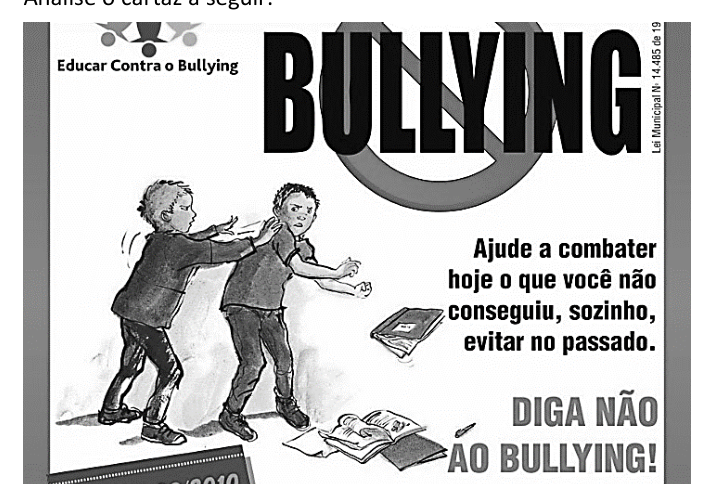 Analise o cartaz a seguir.
Educar Contra o Bullying
BULLYING
Lei Municipal Nº 14.485 de 19
Ajude a combater
hoje o que você não
conseguiu, sozinho,
evitar no passado.
DIGA NÃO
AO BULLYING!